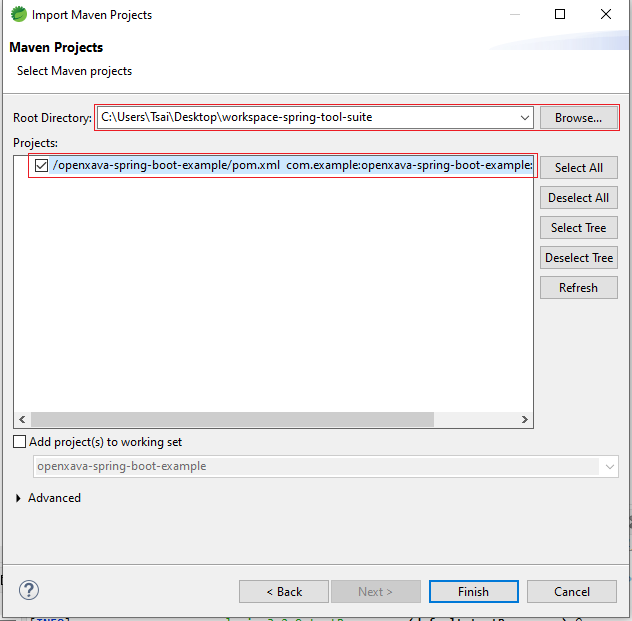 Import Maven Projects
Maven Projects
Select Maven projects
Root Directory: C:\Users\Tsai\Desktop\workspace-spring-tool-suite Browse...
Projects:
/openxava-spring-boot-example/pom.xml com.example:openxava-spring-boot-example:
Select All
Deselect All
Select Tree
Deselect Tree
Refresh
Add project(s) to working set
openxava-spring-boot-example
Advanced
? < Back Next > Finish Cancel